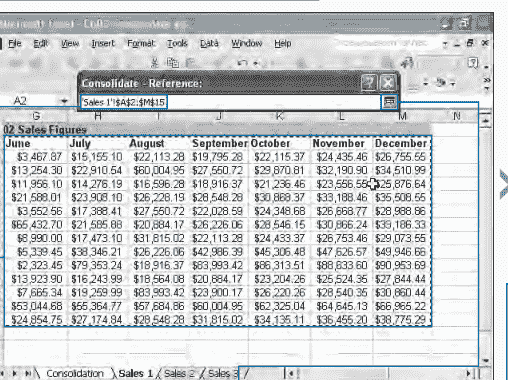 File Edit View Insert Format Tools Data Window Help
Consolidate - Reference:
A2
Sales 1'!$A$2:$M$15
G H I J K L M N
02 Sales Figures
June July August September October November December
$3,467.87 $15,155.10 $22,113.28 $19,795.28 $22,115.37 $24,435.46 $26,755.55
$13,254.30 $22,910.54 $60,004.95 $27,550.72 $29,870.81 $32,190.90 $34,510.99
$11,956.10 $14,276.19 $16,596.28 $18,916.37 $21,236.46 $23,556.55 $25,876.64
$21,588.01 $23,908.10 $26,228.19 $28,548.28 $30,868.37 $33,188.46 $35,508.55
$3,552.56 $17,388.41 $27,550.72 $22,028.59 $24,348.68 $26,668.77 $28,988.86
$65,432.70 $21,585.88 $20,884.17 $26,226.06 $28,546.15 $30,866.24
$8,990.00 $17,473.10 $31,815.02 $22,113.28 $24,433.37 $26,753.46 $29,073.55
$5,339.45 $38,346.21 $26,226.06 $42,986.39 $45,306.48 $47,626.57 $49,946.66
$2,323.45 $79,353.24 $18,916.37 $83,993.42 $86,313.51 $88,633.60 $90,953.69
$13,923.90 $16,243.99 $18,564.08 $20,884.17 $23,204.26 $25,524.35 $27,844.44
$7,665.34 $19,259.99 $83,993.42 $23,900.17 $26,220.26 $28,540.35 $30,860.44
$53,044.68 $55,364.77 $57,684.86 $60,004.95 $62,325.04 $64,645.13 $66,965.22
$24,854.75 $27,174.84 $28,548.28 $31,815.02 $34,135.11 $36,455.20 $38,775.29
Consolidation Sales 1 Sales 2 Sales 3